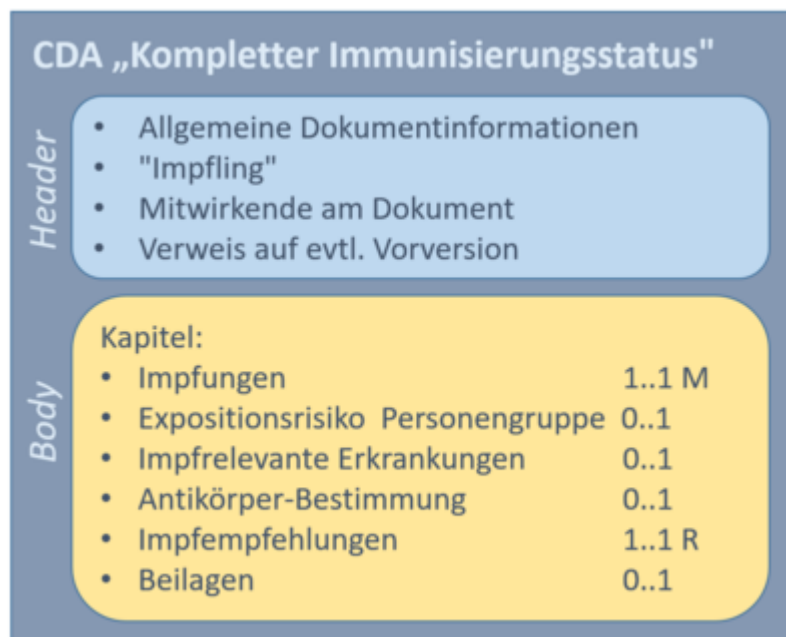 CDA „Kompletter Immunisierungsstatus"
Header
• Allgemeine Dokumentinformationen
• "Impfling"
• Mitwirkende am Dokument
• Verweis auf evtl. Vorversion
Body
Kapitel:
• Impfungen 1..1 M
• Expositionsrisiko Personengruppe 0..1
• Impfrelevante Erkrankungen 0..1
• Antikörper-Bestimmung 0..1
• Impfempfehlungen 1..1 R
• Beilagen 0..1